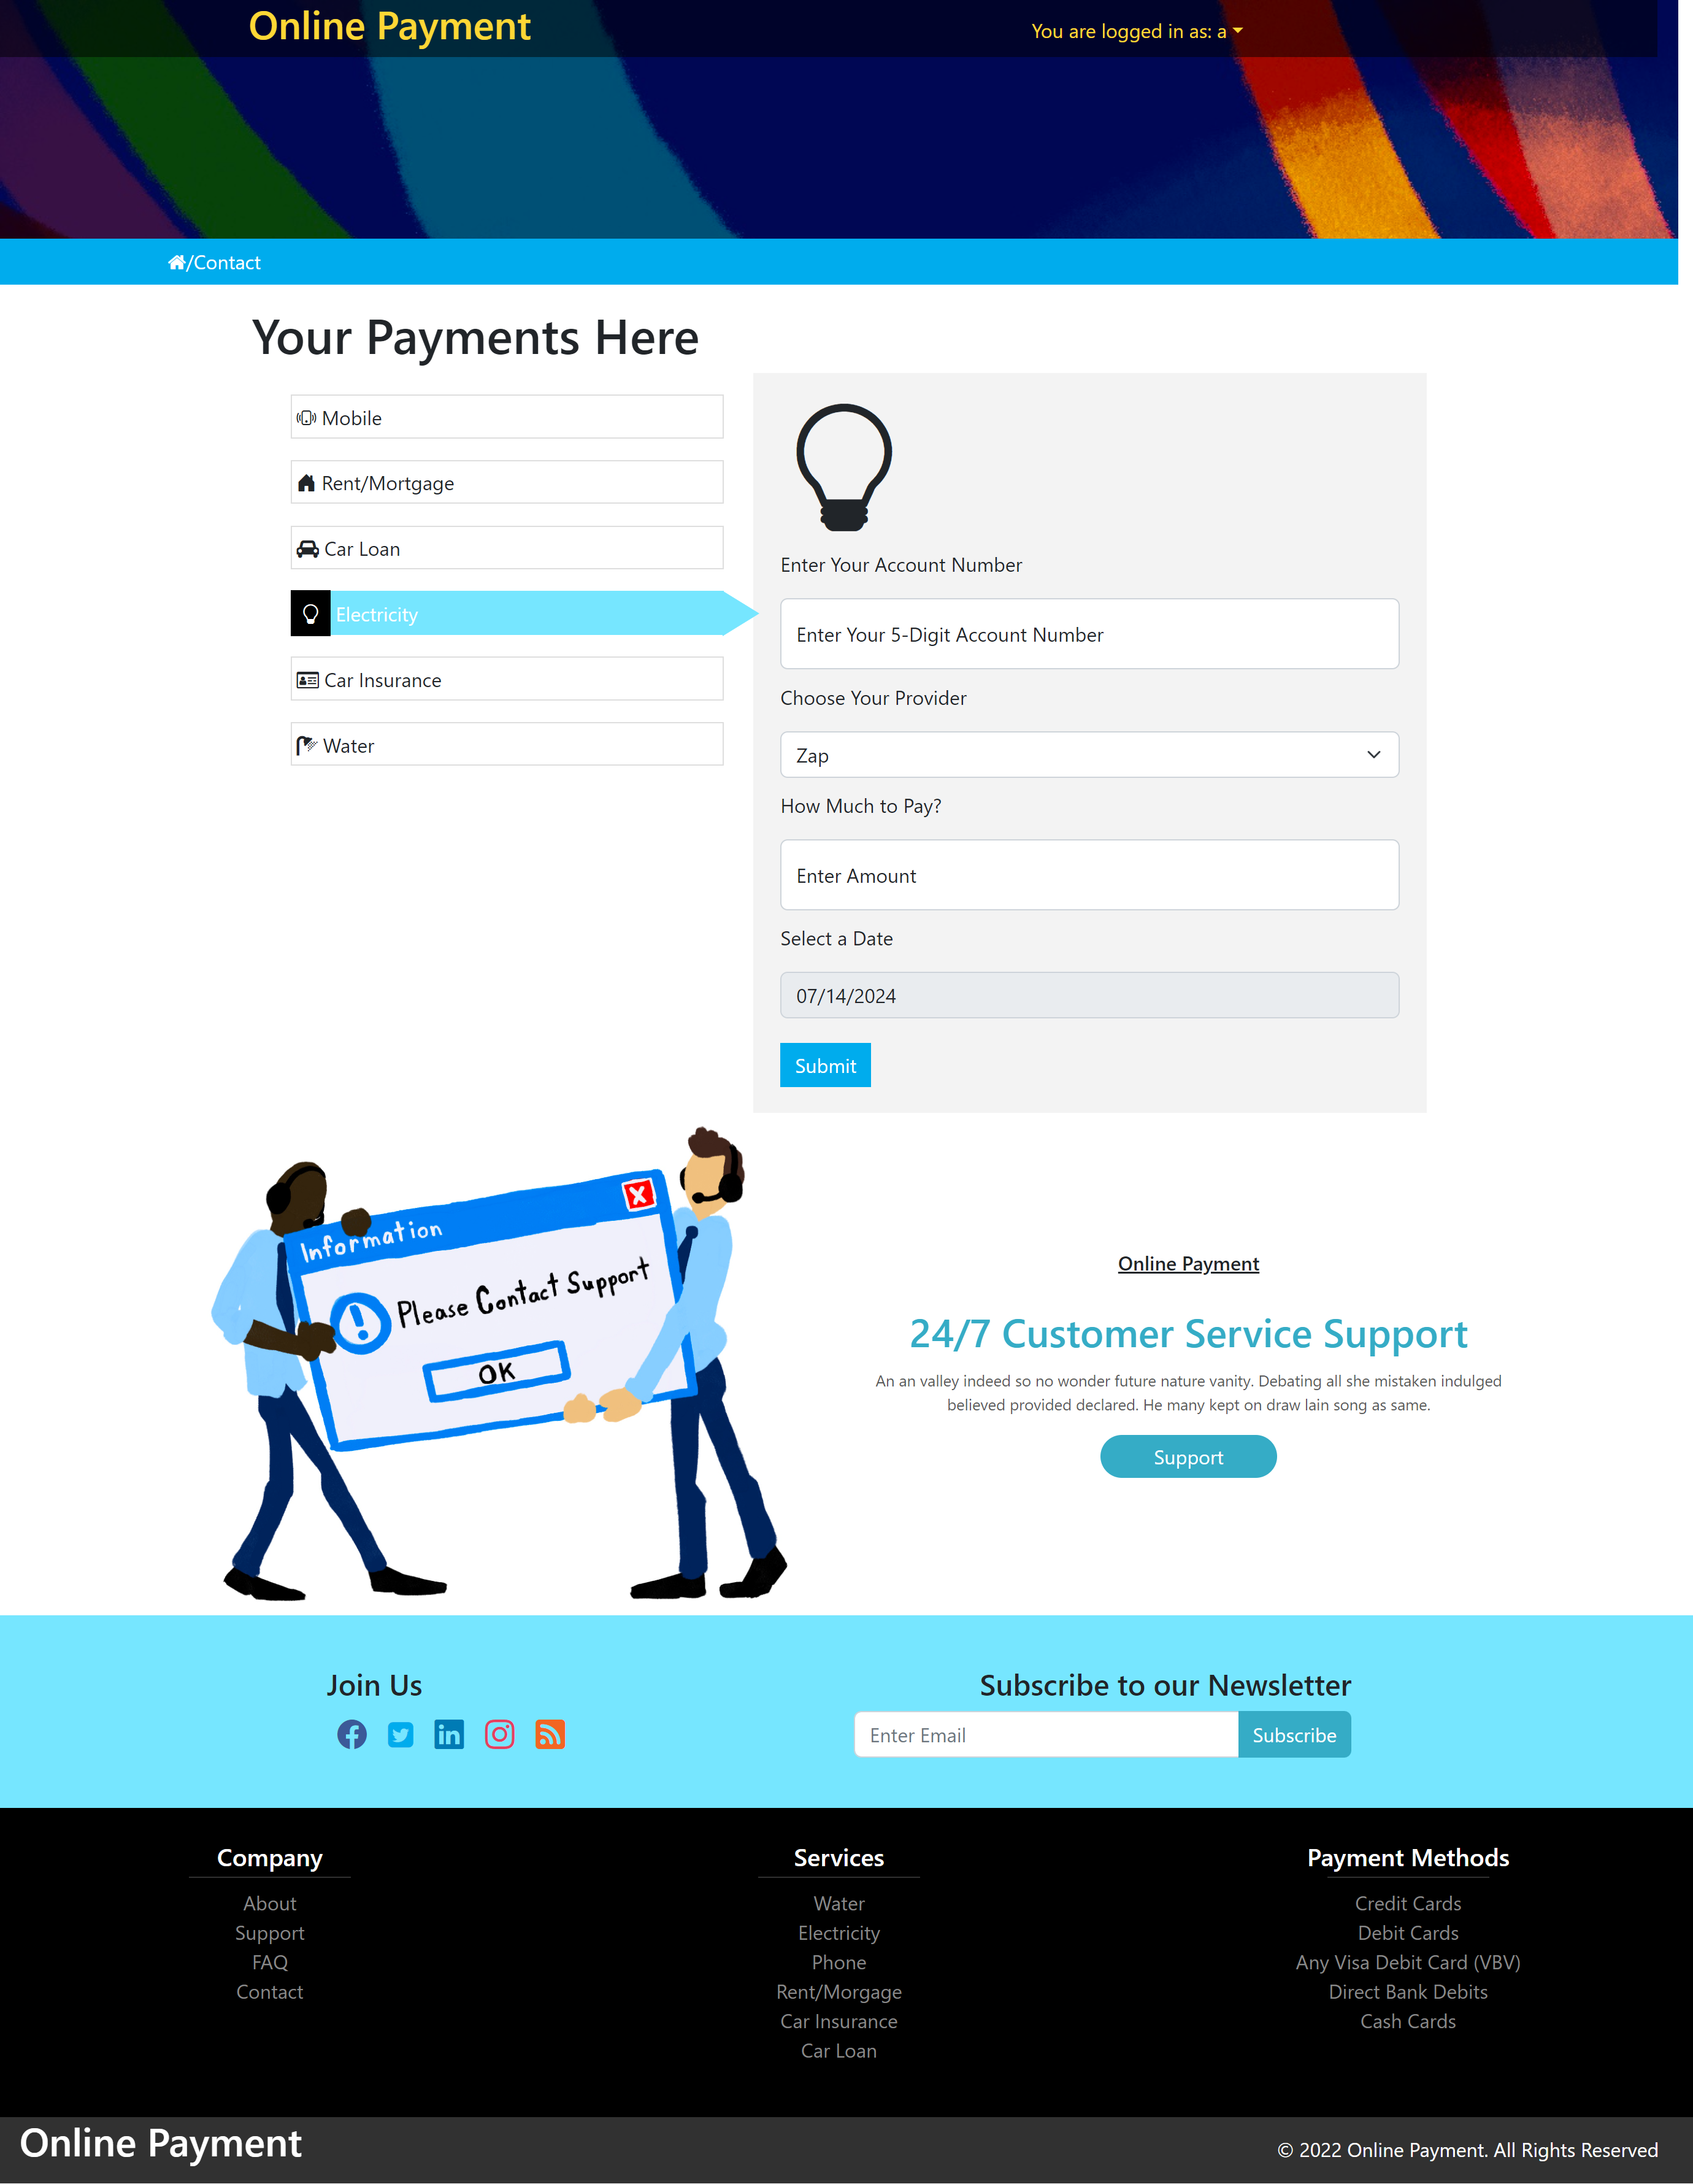 Online Payment
You are logged in as: a
/Contact
Your Payments Here
Mobile
Rent/Mortgage
Car Loan
Electricity
Car Insurance
Water
Enter Your Account Number
Enter Your 5-Digit Account Number
Choose Your Provider
Zap
How Much to Pay?
Enter Amount
Select a Date
07/14/2024
Submit
Information
X
! Please Contact Support
OK
Online Payment
24/7 Customer Service Support
An an valley indeed so no wonder future nature vanity. Debating all she mistaken indulged
believed provided declared. He many kept on draw lain song as same.
Support
Join Us
Subscribe to our Newsletter
Enter Email
Subscribe
Company
About
Support
FAQ
Contact
Services
Water
Electricity
Phone
Rent/Morgage
Car Insurance
Car Loan
Payment Methods
Credit Cards
Debit Cards
Any Visa Debit Card (VBV)
Direct Bank Debits
Cash Cards
Online Payment
© 2022 Online Payment. All Rights Reserved